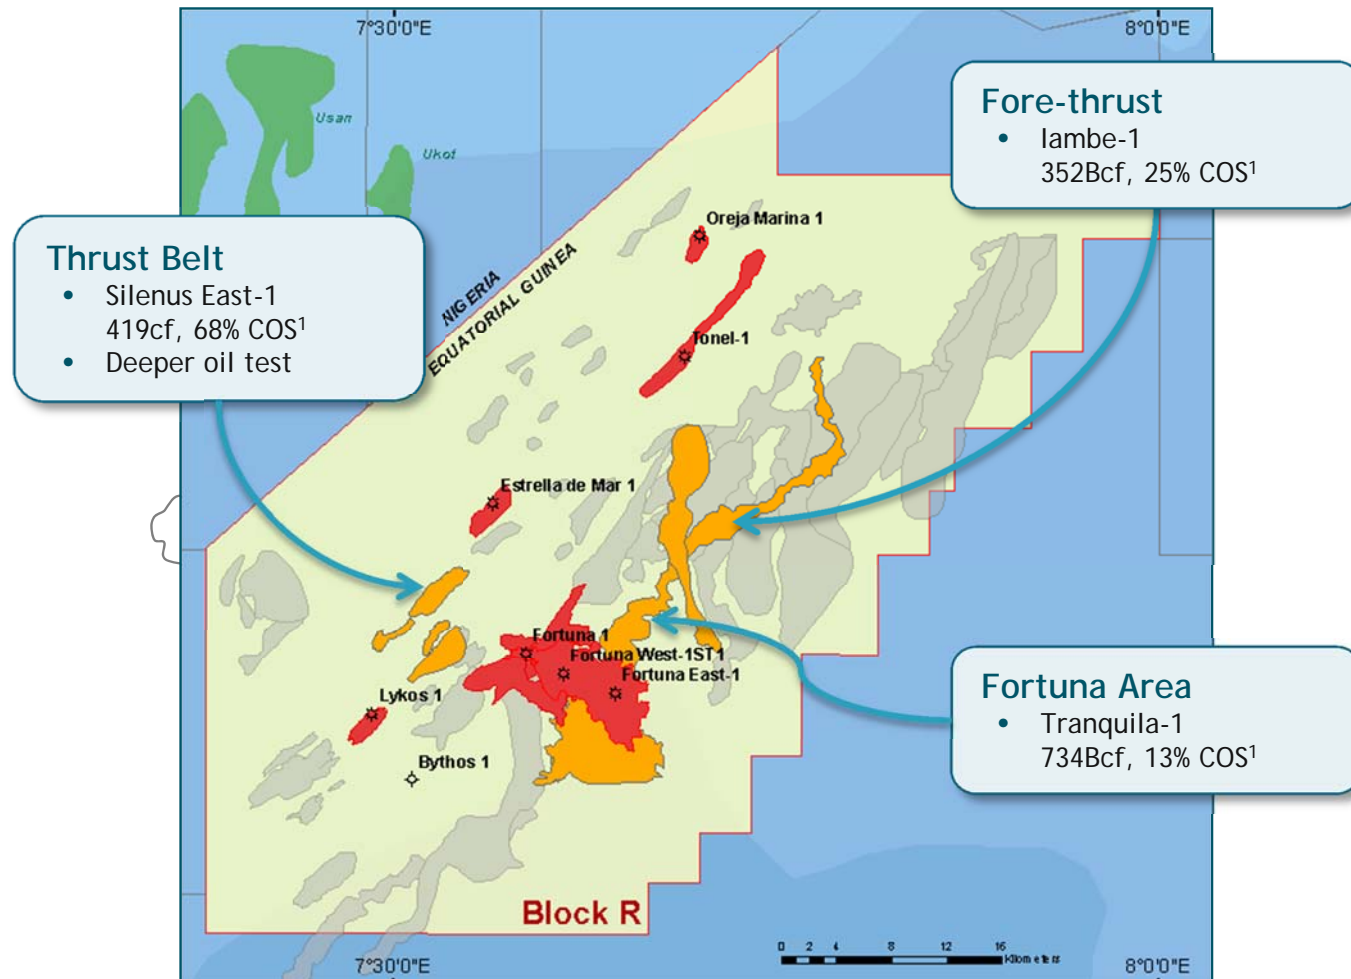 7°30'0"E
8°0'0"E
Usan
Ukot
Fore-thrust
• Iambe-1
352Bcf, 25% COS1
Thrust Belt
• Silenus East-1
419cf, 68% COS1
• Deeper oil test
NIGERIA
EQUATORIAL GUINEA
Oreja Marina 1
Tonel-1
Estrella de Mar 1
Fortuna 1
Fortuna West-1ST1
Fortuna East-1
Lykos 1
Bythos 1
Fortuna Area
• Tranquila-1
734Bcf, 13% COS1
Block R
0 2 4 8 12 16
Kilometers
7°30'0"E
8°0'0"E